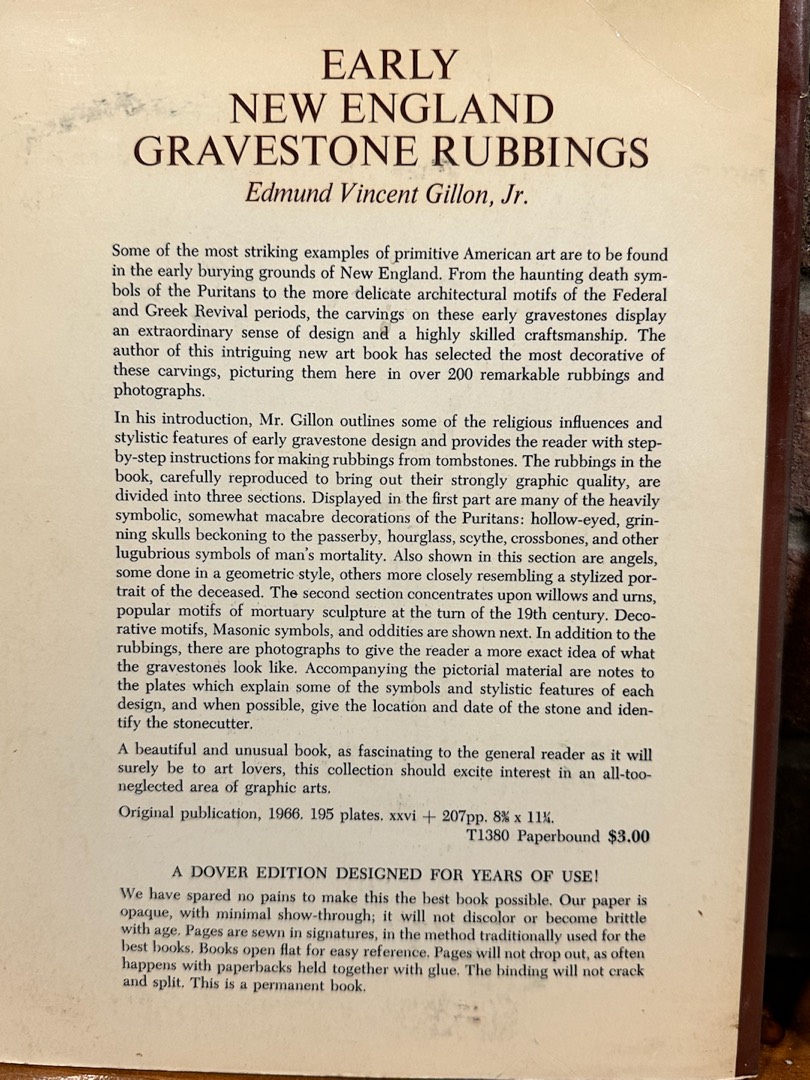 EARLY
NEW ENGLAND
GRAVESTONE RUBBINGS
Edmund Vincent Gillon, Jr.
Some of the most striking examples of primitive American art are to be found
in the early burying grounds of New England. From the haunting death sym-
bols of the Puritans to the more delicate architectural motifs of the Federal
and Greek Revival periods, the carvings on these early gravestones display
an extraordinary sense of design and a highly skilled craftsmanship. The
author of this intriguing new art book has selected the most decorative of
these carvings, picturing them here in over 200 remarkable rubbings and
photographs.
In his introduction, Mr. Gillon outlines some of the religious influences and
stylistic features of early gravestone design and provides the reader with step-
by-step instructions for making rubbings from tombstones. The rubbings in the
book, carefully reproduced to bring out their strongly graphic quality, are
divided into three sections. Displayed in the first part are many of the heavily
symbolic, somewhat macabre decorations of the Puritans: hollow-eyed, grin-
ning skulls beckoning to the passerby, hourglass, scythe, crossbones, and other
lugubrious symbols of man's mortality. Also shown in this section are angels,
some done in a geometric style, others more closely resembling a stylized por-
trait of the deceased. The second section concentrates upon willows and urns,
popular motifs of mortuary sculpture at the turn of the 19th century. Deco-
rative motifs, Masonic symbols, and oddities are shown next. In addition to the
rubbings, there are photographs to give the reader a more exact idea of what
the gravestones look like. Accompanying the pictorial material are notes to
the plates which explain some of the symbols and stylistic features of each
design, and when possible, give the location and date of the stone and iden-
tify the stonecutter.
A beautiful and unusual book, as fascinating to the general reader as it will
surely be to art lovers, this collection should excite interest in an all-too-
neglected area of graphic arts.
Original publication, 1966. 195 plates. xxvi + 207pp. 8⅜ x 11¼.
T1380 Paperbound $3.00
A DOVER EDITION DESIGNED FOR YEARS OF USE!
We have spared no pains to make this the best book possible. Our paper is
opaque, with minimal show-through; it will not discolor or become brittle
with age. Pages are sewn in signatures, in the method traditionally used for the
best books. Books open flat for easy reference. Pages will not drop out, as often
happens with paperbacks held together with glue. The binding will not crack
and split. This is a permanent book.